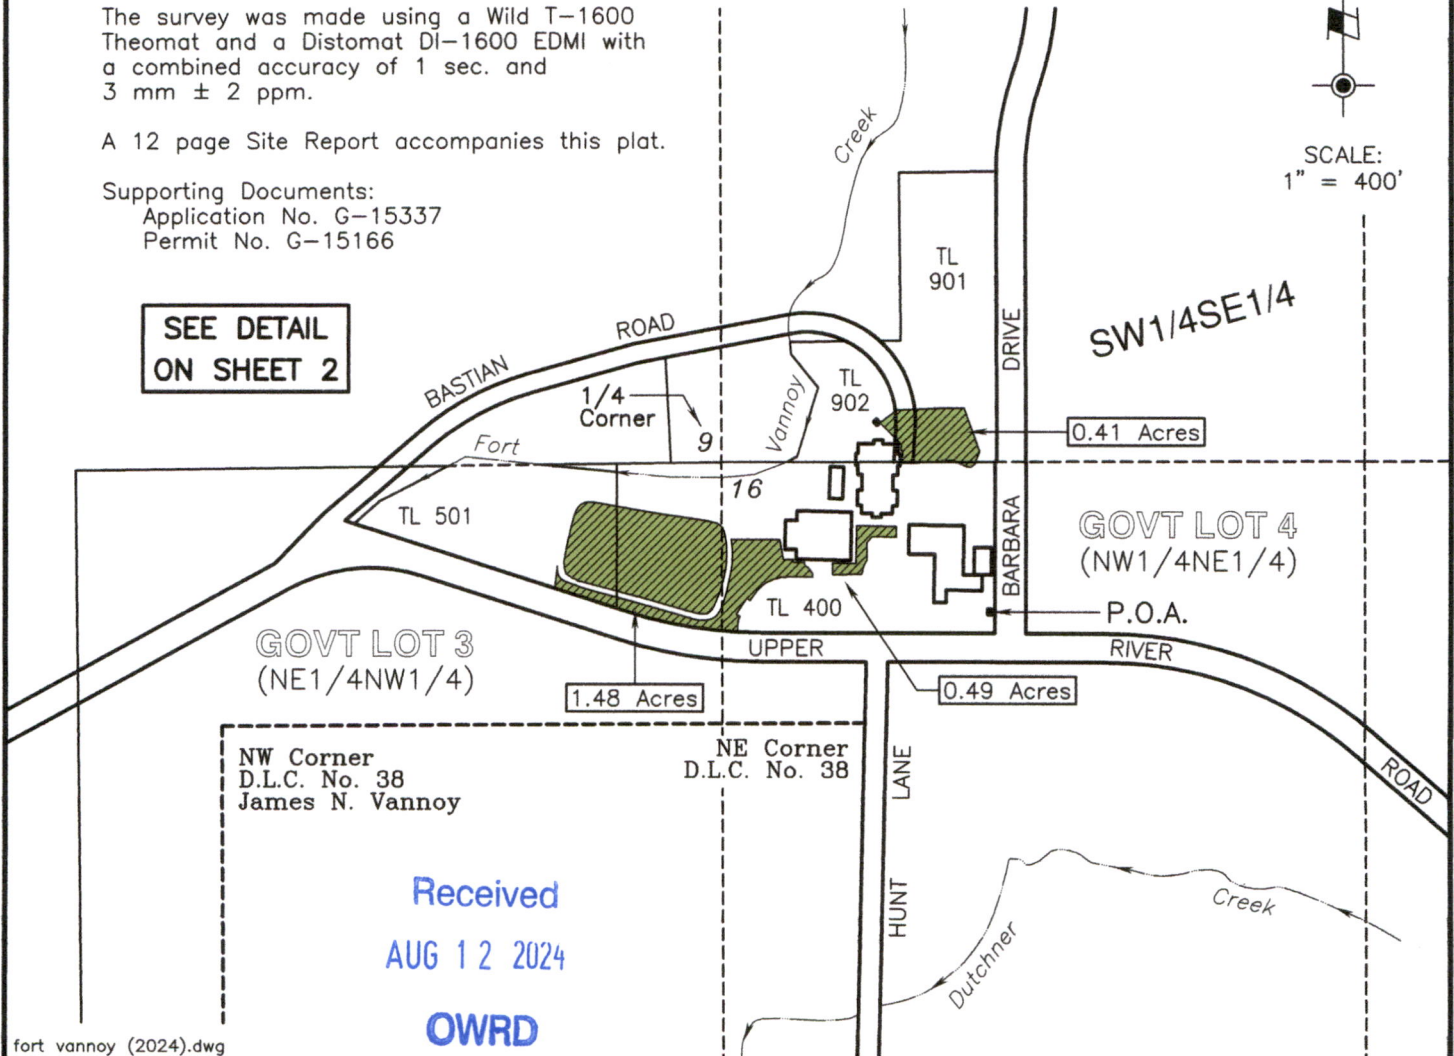 The survey was made using a Wild T-1600
Theomat and a Distomat DI-1600 EDMI with
a combined accuracy of 1 sec. and
3 mm ± 2 ppm.
A 12 page Site Report accompanies this plat.
Supporting Documents:
Application No. G-15337
Permit No. G-15166
SCALE:
1" = 400'
Creek
TL
901
SEE DETAIL
ON SHEET 2
BASTIAN
ROAD
DRIVE
SW1/4SE1/4
1/4
Corner
9
Vannoy
TL
902
0.41 Acres
Fort
16
TL 501
BARBARA
GOVT LOT 4
(NW1/4NE1/4)
TL 400
P.O.A.
GOVT LOT 3
(NE1/4NW1/4)
UPPER
RIVER
ROAD
1.48 Acres
0.49 Acres
NW Corner
D.L.C. No. 38
James N. Vannoy
NE Corner
D.L.C. No. 38
HUNT
LANE
Dutchner
Creek
Received
AUG 12 2024
OWRD
fort vannoy (2024).dwg